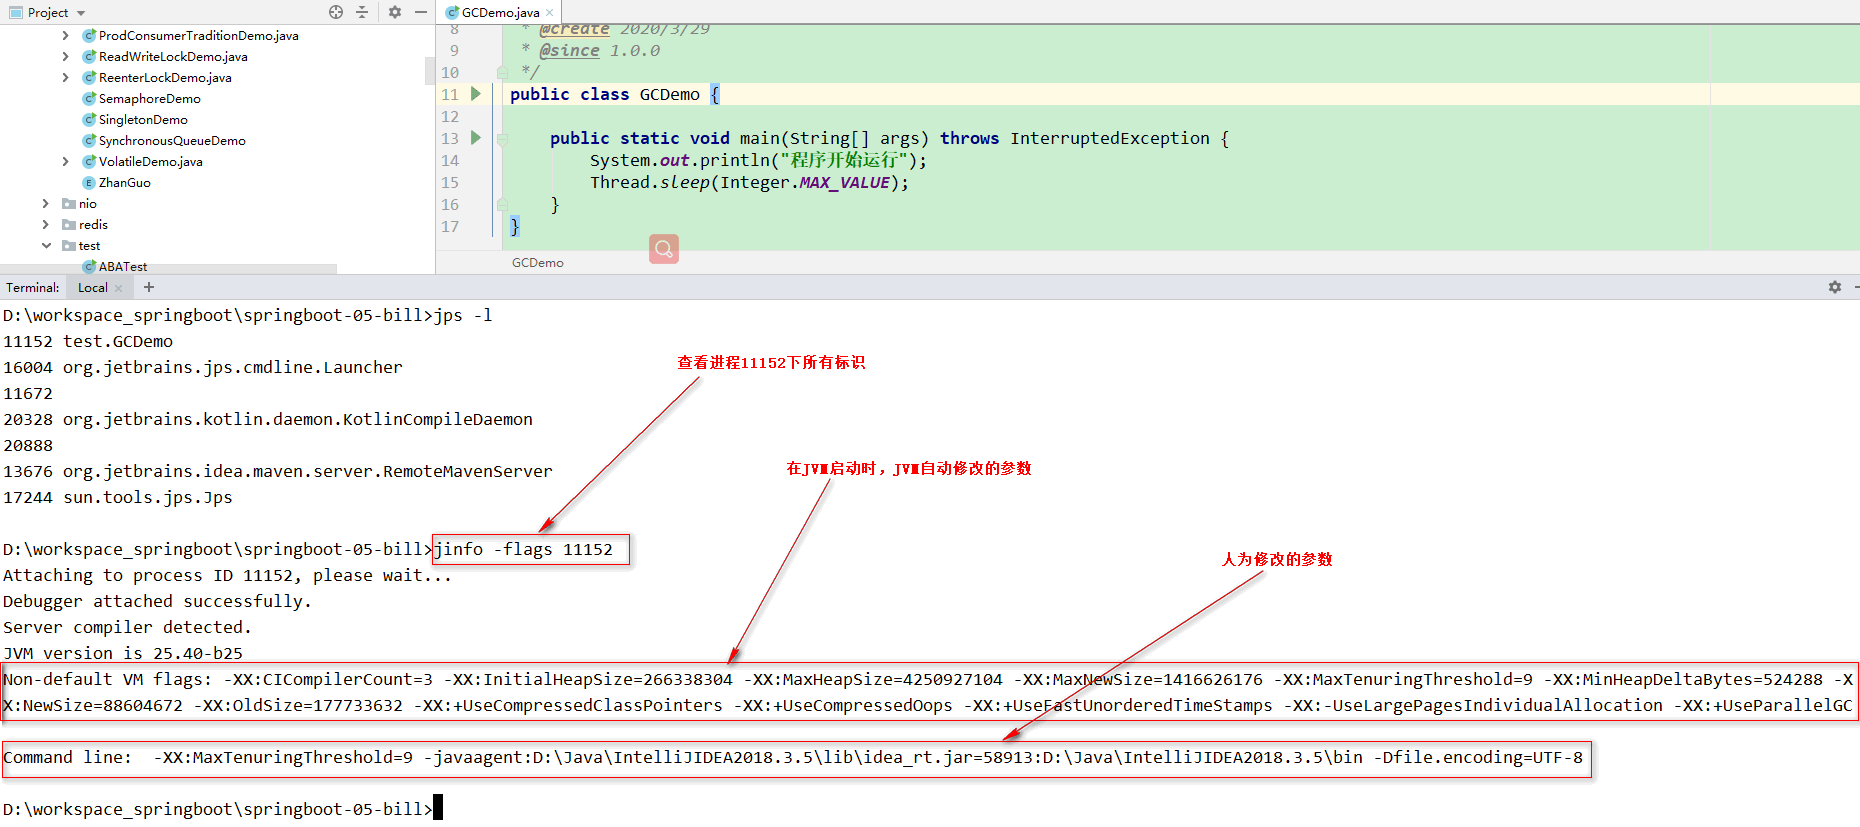 Project
GCDemo.java
ProdConsumerTraditionDemo.java
ReadWriteLockDemo.java
ReenterLockDemo.java
SemaphoreDemo
SingletonDemo
SynchronousQueueDemo
VolatileDemo.java
ZhanGuo
nio
redis
test
ABATest
8 * @create 2020/3/29
9 * @since 1.0.0
10 */
11 public class GCDemo {
12
13 public static void main(String[] args) throws InterruptedException {
14 System.out.println("程序开始运行");
15 Thread.sleep(Integer.MAX_VALUE);
16 }
17 }
GCDemo
Terminal: Local +
D:\workspace_springboot\springboot-05-bill>jps -l
11152 test.GCDemo
16004 org.jetbrains.jps.cmdline.Launcher
查看进程11152下所有标识
11672
20328 org.jetbrains.kotlin.daemon.KotlinCompileDaemon
20888
13676 org.jetbrains.idea.maven.server.RemoteMavenServer
在JVM启动时，JVM自动修改的参数
17244 sun.tools.jps.Jps
D:\workspace_springboot\springboot-05-bill>jinfo -flags 11152
人为修改的参数
Attaching to process ID 11152, please wait...
Debugger attached successfully.
Server compiler detected.
JVM version is 25.40-b25
Non-default VM flags: -XX:CICompilerCount=3 -XX:InitialHeapSize=266338304 -XX:MaxHeapSize=4250927104 -XX:MaxNewSize=1416626176 -XX:MaxTenuringThreshold=9 -XX:MinHeapDeltaBytes=524288 -X
X:NewSize=88604672 -XX:OldSize=177733632 -XX:+UseCompressedClassPointers -XX:+UseCompressedOops -XX:+UseFastUnorderedTimeStamps -XX:-UseLargePagesIndividualAllocation -XX:+UseParallelGC
Command line:  -XX:MaxTenuringThreshold=9 -javaagent:D:\Java\IntelliJIDEA2018.3.5\lib\idea_rt.jar=58913:D:\Java\IntelliJIDEA2018.3.5\bin -Dfile.encoding=UTF-8
D:\workspace_springboot\springboot-05-bill>